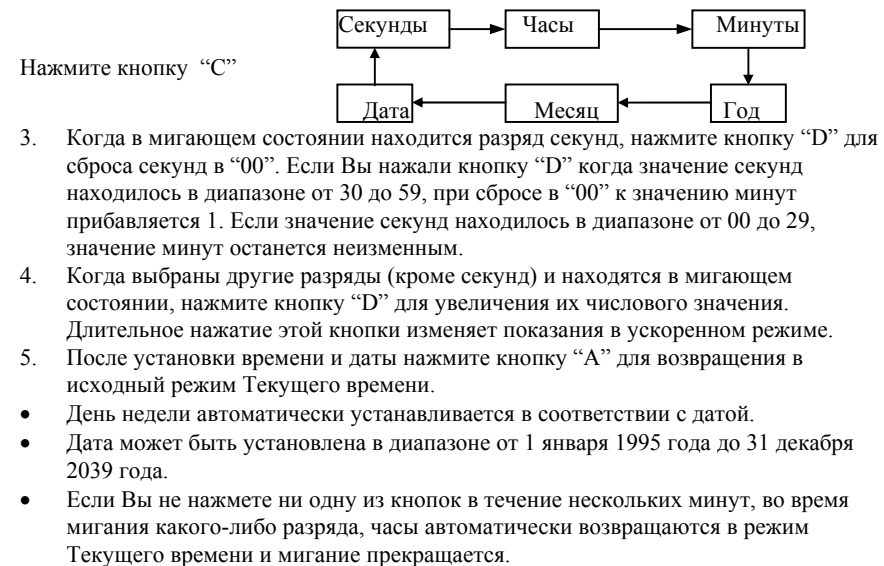 Секунды Часы Минуты
Нажмите кнопку “C”
Дата Месяц Год
3. Когда в мигающем состоянии находится разряд секунд, нажмите кнопку “D” для
сброса секунд в “00”. Если Вы нажали кнопку “D” когда значение секунд
находилось в диапазоне от 30 до 59, при сбросе в “00” к значению минут
прибавляется 1. Если значение секунд находилось в диапазоне от 00 до 29,
значение минут останется неизменным.
4. Когда выбраны другие разряды (кроме секунд) и находятся в мигающем
состоянии, нажмите кнопку “D” для увеличения их числового значения.
Длительное нажатие этой кнопки изменяет показания в ускоренном режиме.
5. После установки времени и даты нажмите кнопку “A” для возвращения в
исходный режим Текущего времени.
• День недели автоматически устанавливается в соответствии с датой.
• Дата может быть установлена в диапазоне от 1 января 1995 года до 31 декабря
2039 года.
• Если Вы не нажмете ни одну из кнопок в течение нескольких минут, во время
мигания какого-либо разряда, часы автоматически возвращаются в режим
Текущего времени и мигание прекращается.